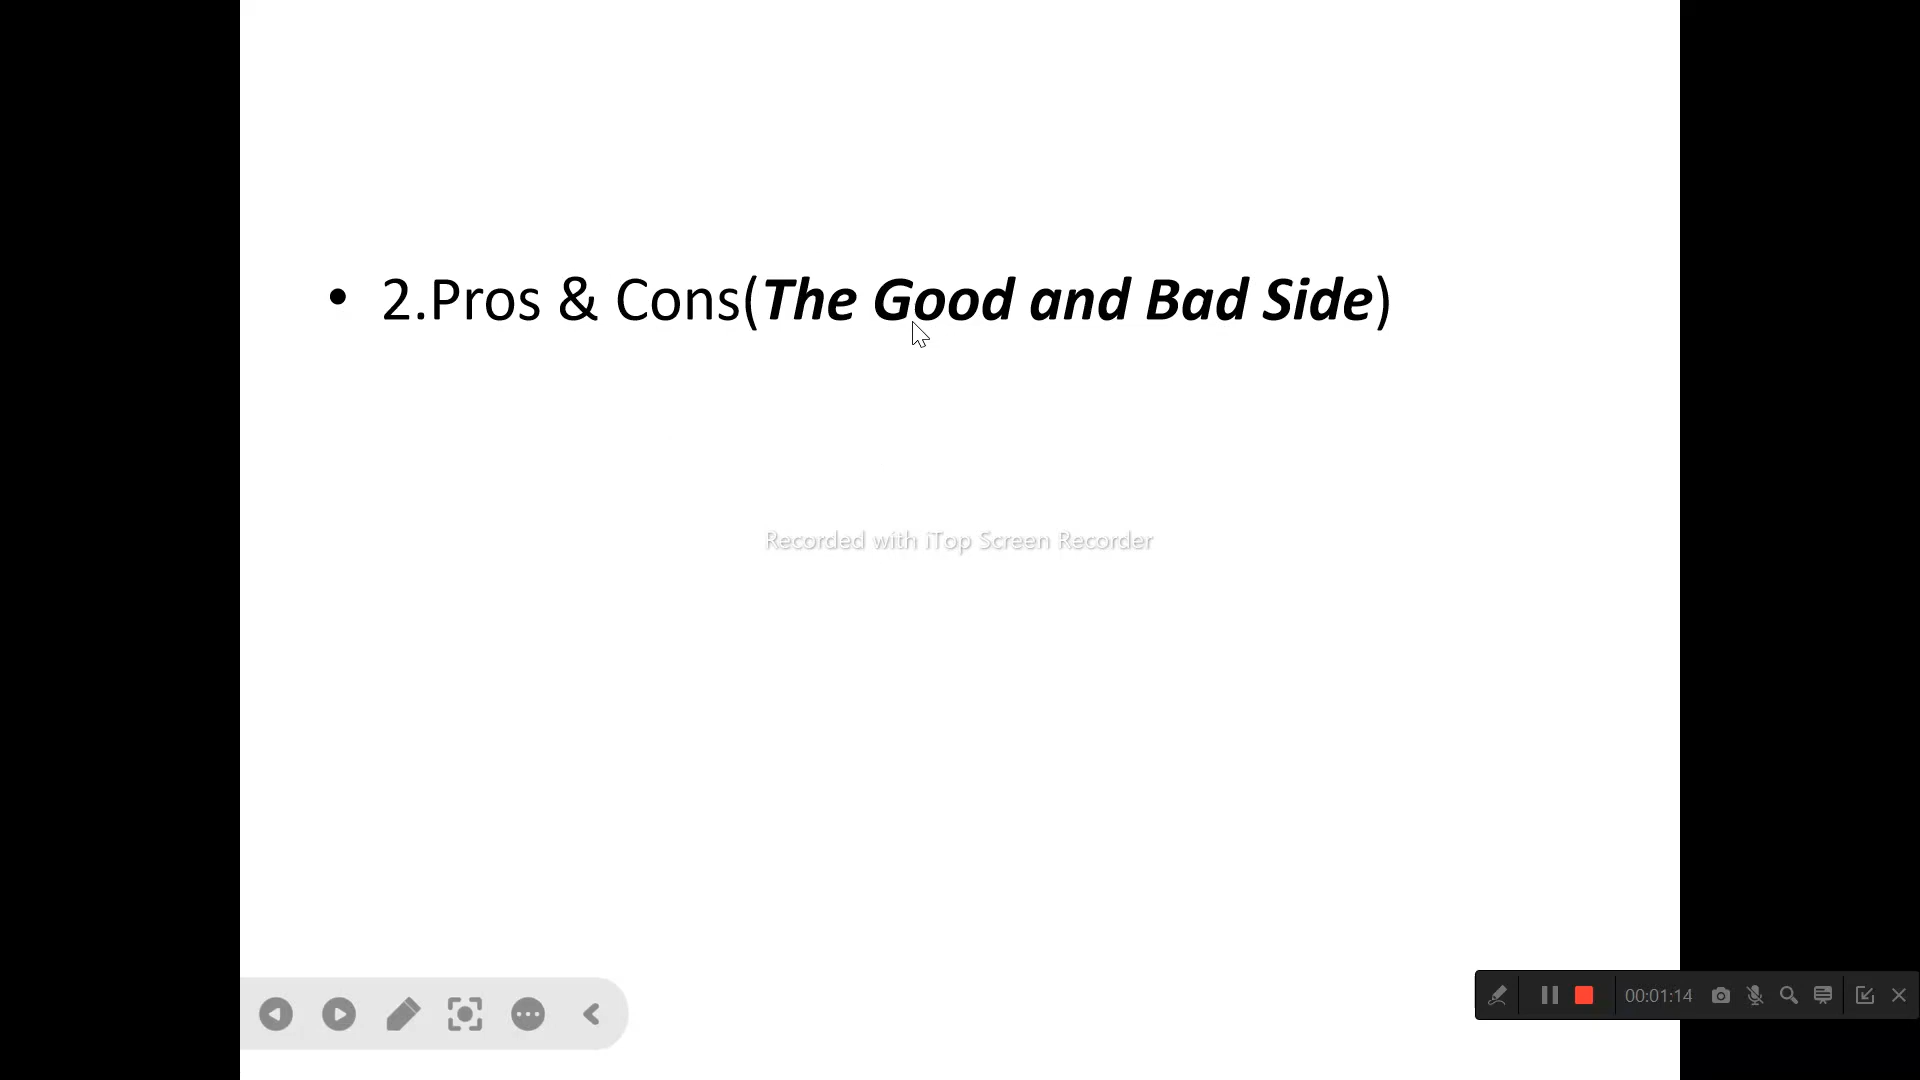 • 2.Pros & Cons(The Good and Bad Side)
Recorded with iTop Screen Recorder
00:01:14